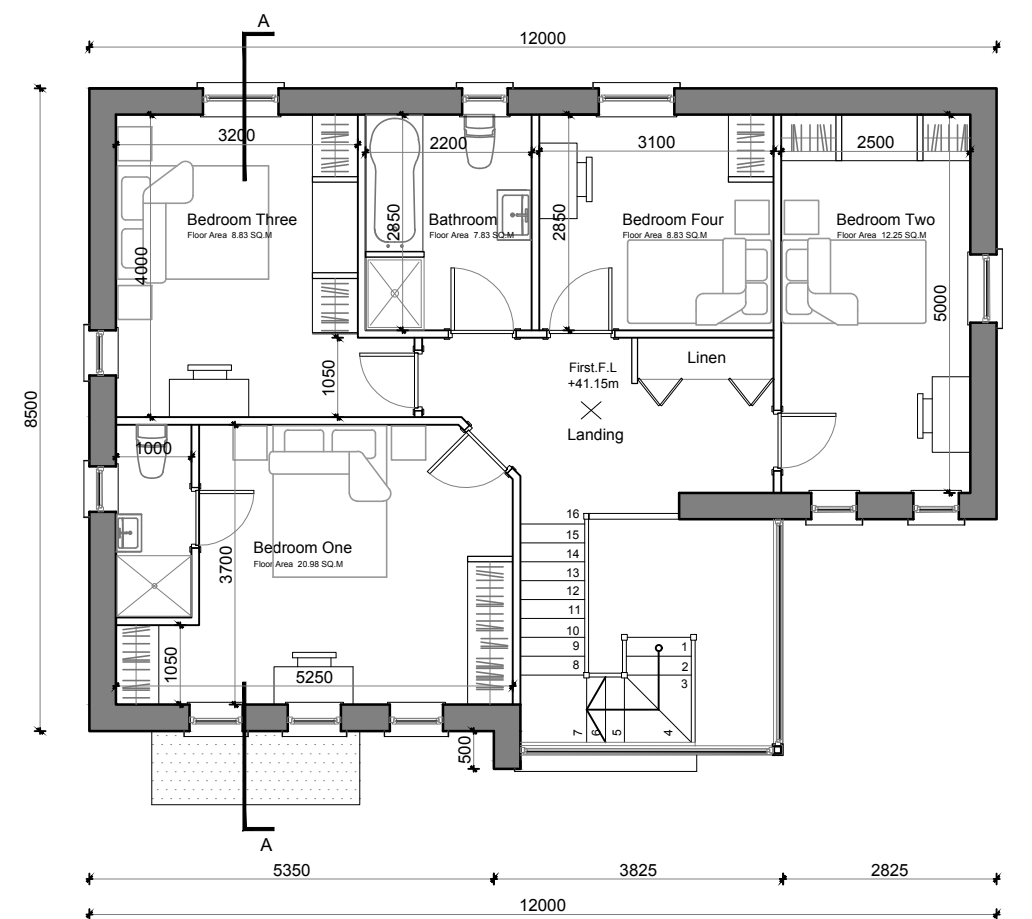 A
12000
3200
2200
3100
2500
Bedroom Three
Floor Area 8.83 SQ.M
Bathroom
Floor Area 7.83 SQ.M
Bedroom Four
Floor Area 8.83 SQ.M
Bedroom Two
Floor Area 12.25 SQ.M
4000
2850
2850
5000
8500
1050
Linen
First.F.L
+41.15m
Landing
1000
Bedroom One
Floor Area 20.98 SQ.M
3700
1050
5250
16
15
14
13
12
11
10
9
8
1
2
3
7
6
5
4
500
A
5350
3825
2825
12000